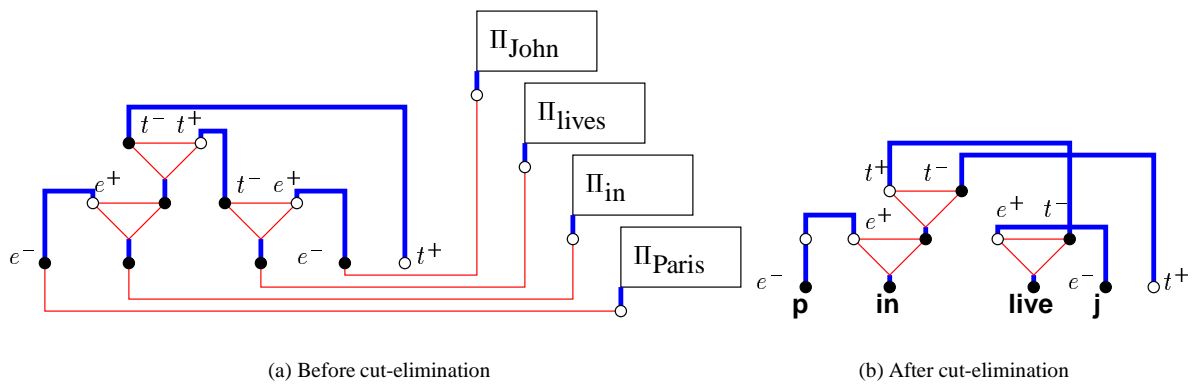 Π_John
Π_lives
Π_in
Π_Paris
t⁻ t⁺
e⁺ t⁻ e⁺
e⁻ e⁻ t⁺
t⁺ t⁻
e⁺ e⁺ t⁻
e⁻ e⁻ t⁺
p in live j
(a) Before cut-elimination
(b) After cut-elimination